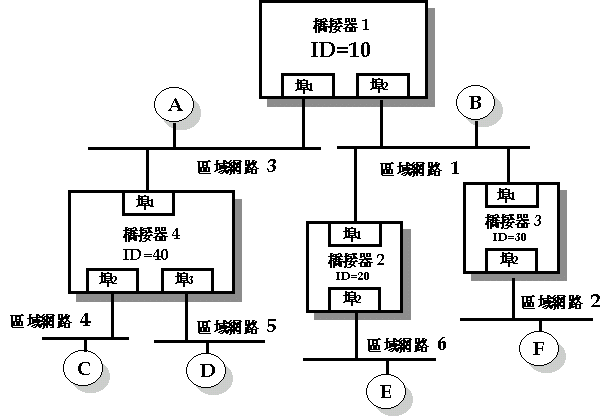 橋接器 1
ID=10
埠1
埠2
A
B
區域網路 3
區域網路 1
埠1
橋接器 4
ID=40
埠2
埠3
埠1
橋接器 2
ID=20
埠2
埠1
橋接器 3
ID=30
埠2
區域網路 4
區域網路 5
區域網路 2
區域網路 6
C
D
E
F